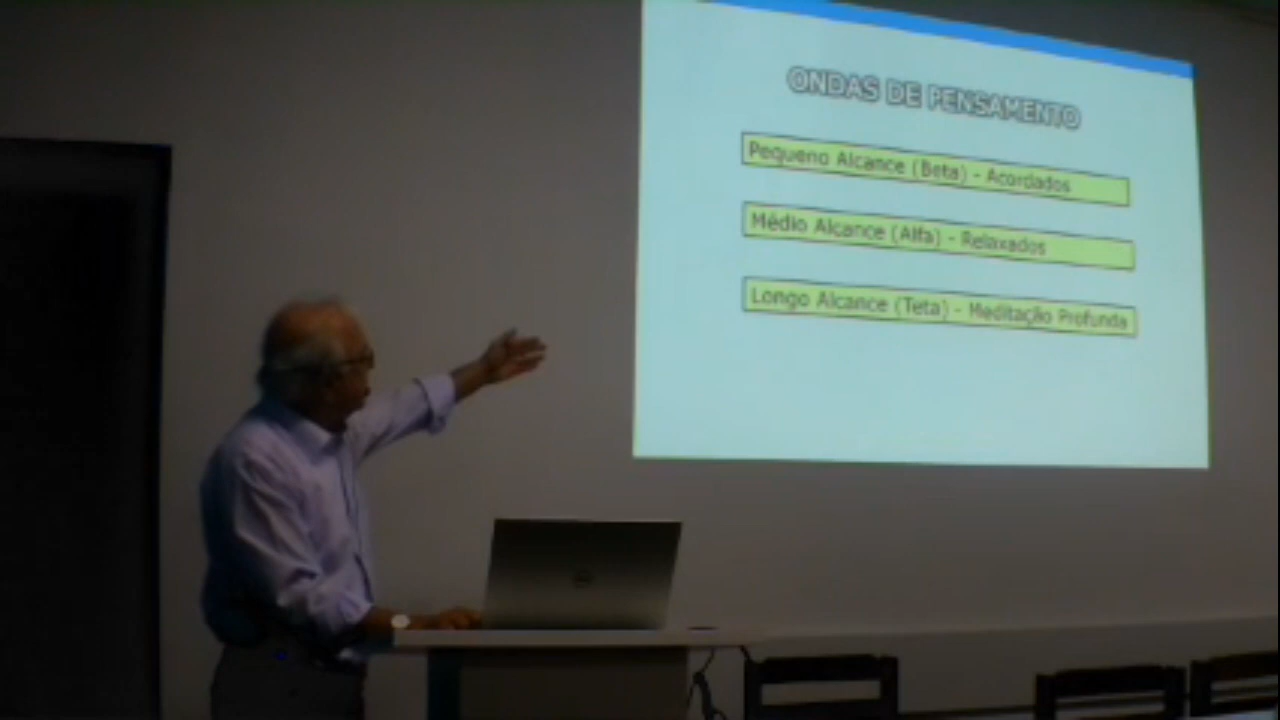 ONDAS DE PENSAMENTO
Pequeno Alcance (Beta) - Acordados
Médio Alcance (Alfa) - Relaxados
Longo Alcance (Teta) - Meditação Profunda